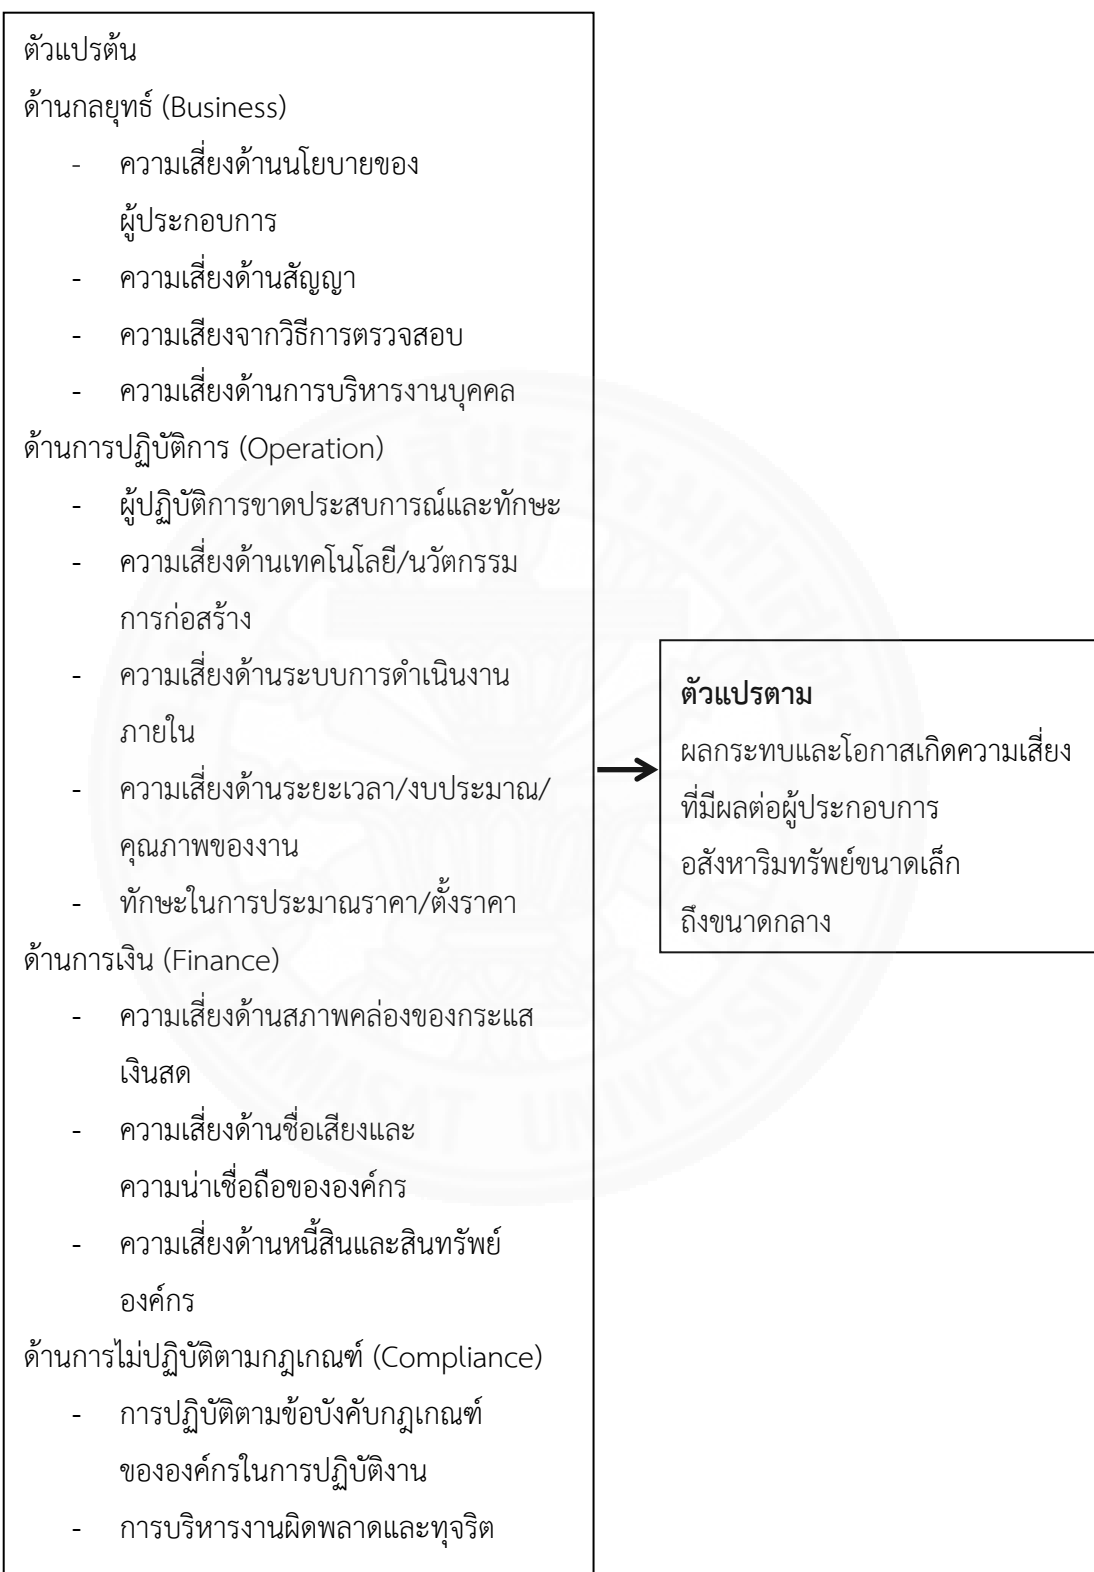 ตัวแปรต้น
ด้านกลยุทธ์ (Business)
- ความเสี่ยงด้านนโยบายของ
ผู้ประกอบการ
- ความเสี่ยงด้านสัญญา
- ความเสียงจากวิธีการตรวจสอบ
- ความเสี่ยงด้านการบริหารงานบุคคล
ด้านการปฏิบัติการ (Operation)
- ผู้ปฏิบัติการขาดประสบการณ์และทักษะ
- ความเสี่ยงด้านเทคโนโลยี/นวัตกรรม
การก่อสร้าง
- ความเสี่ยงด้านระบบการดำเนินงาน
ภายใน
- ความเสี่ยงด้านระยะเวลา/งบประมาณ/
คุณภาพของงาน
- ทักษะในการประมาณราคา/ตั้งราคา
ด้านการเงิน (Finance)
- ความเสี่ยงด้านสภาพคล่องของกระแส
เงินสด
- ความเสี่ยงด้านชื่อเสียงและ
ความน่าเชื่อถือขององค์กร
- ความเสี่ยงด้านหนี้สินและสินทรัพย์
องค์กร
ด้านการไม่ปฏิบัติตามกฎเกณฑ์ (Compliance)
- การปฏิบัติตามข้อบังคับกฎเกณฑ์
ขององค์กรในการปฏิบัติงาน
- การบริหารงานผิดพลาดและทุจริต
ตัวแปรตาม
ผลกระทบและโอกาสเกิดความเสี่ยง
ที่มีผลต่อผู้ประกอบการ
อสังหาริมทรัพย์ขนาดเล็ก
ถึงขนาดกลาง